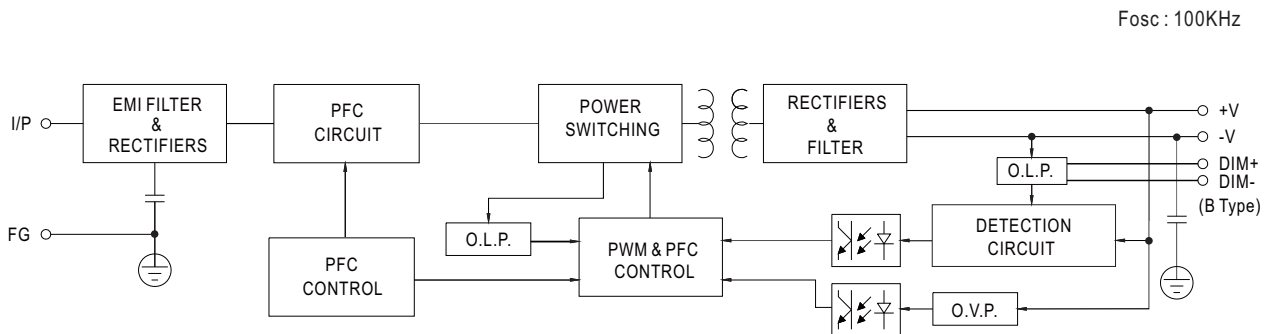 Fosc : 100KHz
I/P
EMI FILTER
&
RECTIFIERS
PFC
CIRCUIT
POWER
SWITCHING
RECTIFIERS
&
FILTER
+V
-V
DIM+
DIM-
(B Type)
O.L.P.
FG
O.L.P.
DETECTION
CIRCUIT
PFC
CONTROL
PWM & PFC
CONTROL
O.V.P.